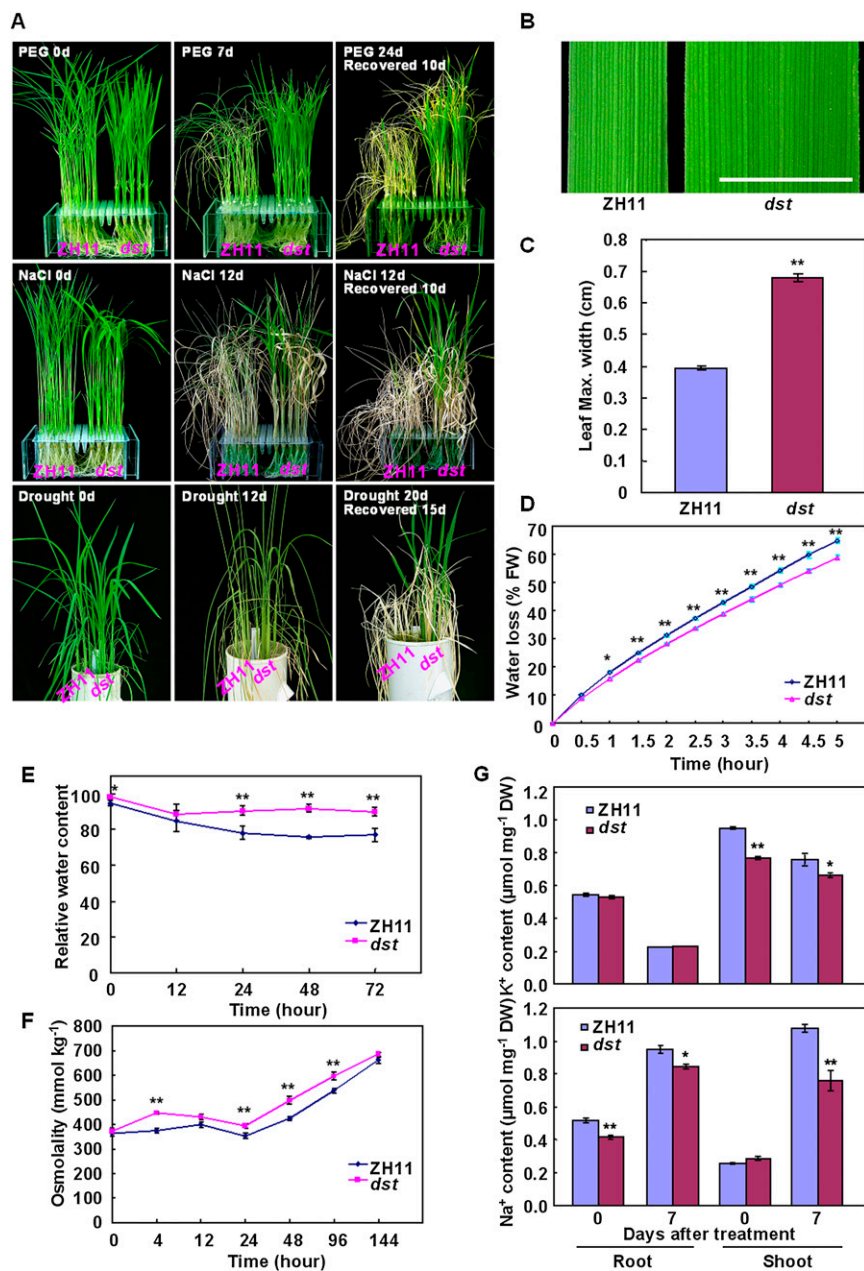 A
PEG 0d
PEG 7d
PEG 24d
Recovered 10d
ZH11 dst
ZH11 dst
ZH11 dst
NaCl 0d
NaCl 12d
NaCl 12d
Recovered 10d
ZH11 dst
ZH11 dst
ZH11 dst
Drought 0d
Drought 12d
Drought 20d
Recovered 15d
ZH11 dst
ZH11 dst
ZH11 dst
B
ZH11 dst
C
Leaf Max. width (cm)
0.8
0.7
0.6
0.5
0.4
0.3
0.2
0.1
0
**
ZH11 dst
D
Water loss (% FW)
70
60
50
40
30
20
10
0
* ** ** ** ** ** ** ** **
ZH11
dst
0 0.5 1 1.5 2 2.5 3 3.5 4 4.5 5
Time (hour)
E
Relative water content
100
80
60
40
20
0
* ** ** **
ZH11
dst
0 12 24 48 72
Time (hour)
F
Osmolality (mmol kg⁻¹)
800
700
600
500
400
300
200
100
0
** ** ** **
ZH11
dst
0 4 12 24 48 96 144
Time (hour)
G
K⁺ content (µmol mg⁻¹ DW)
1.2
1.0
0.8
0.6
0.4
0.2
0.0
ZH11
dst
** *
Na⁺ content (µmol mg⁻¹ DW)
1.2
1.0
0.8
0.6
0.4
0.2
0.0
ZH11
dst
** * **
0 7 0 7
Days after treatment
Root Shoot